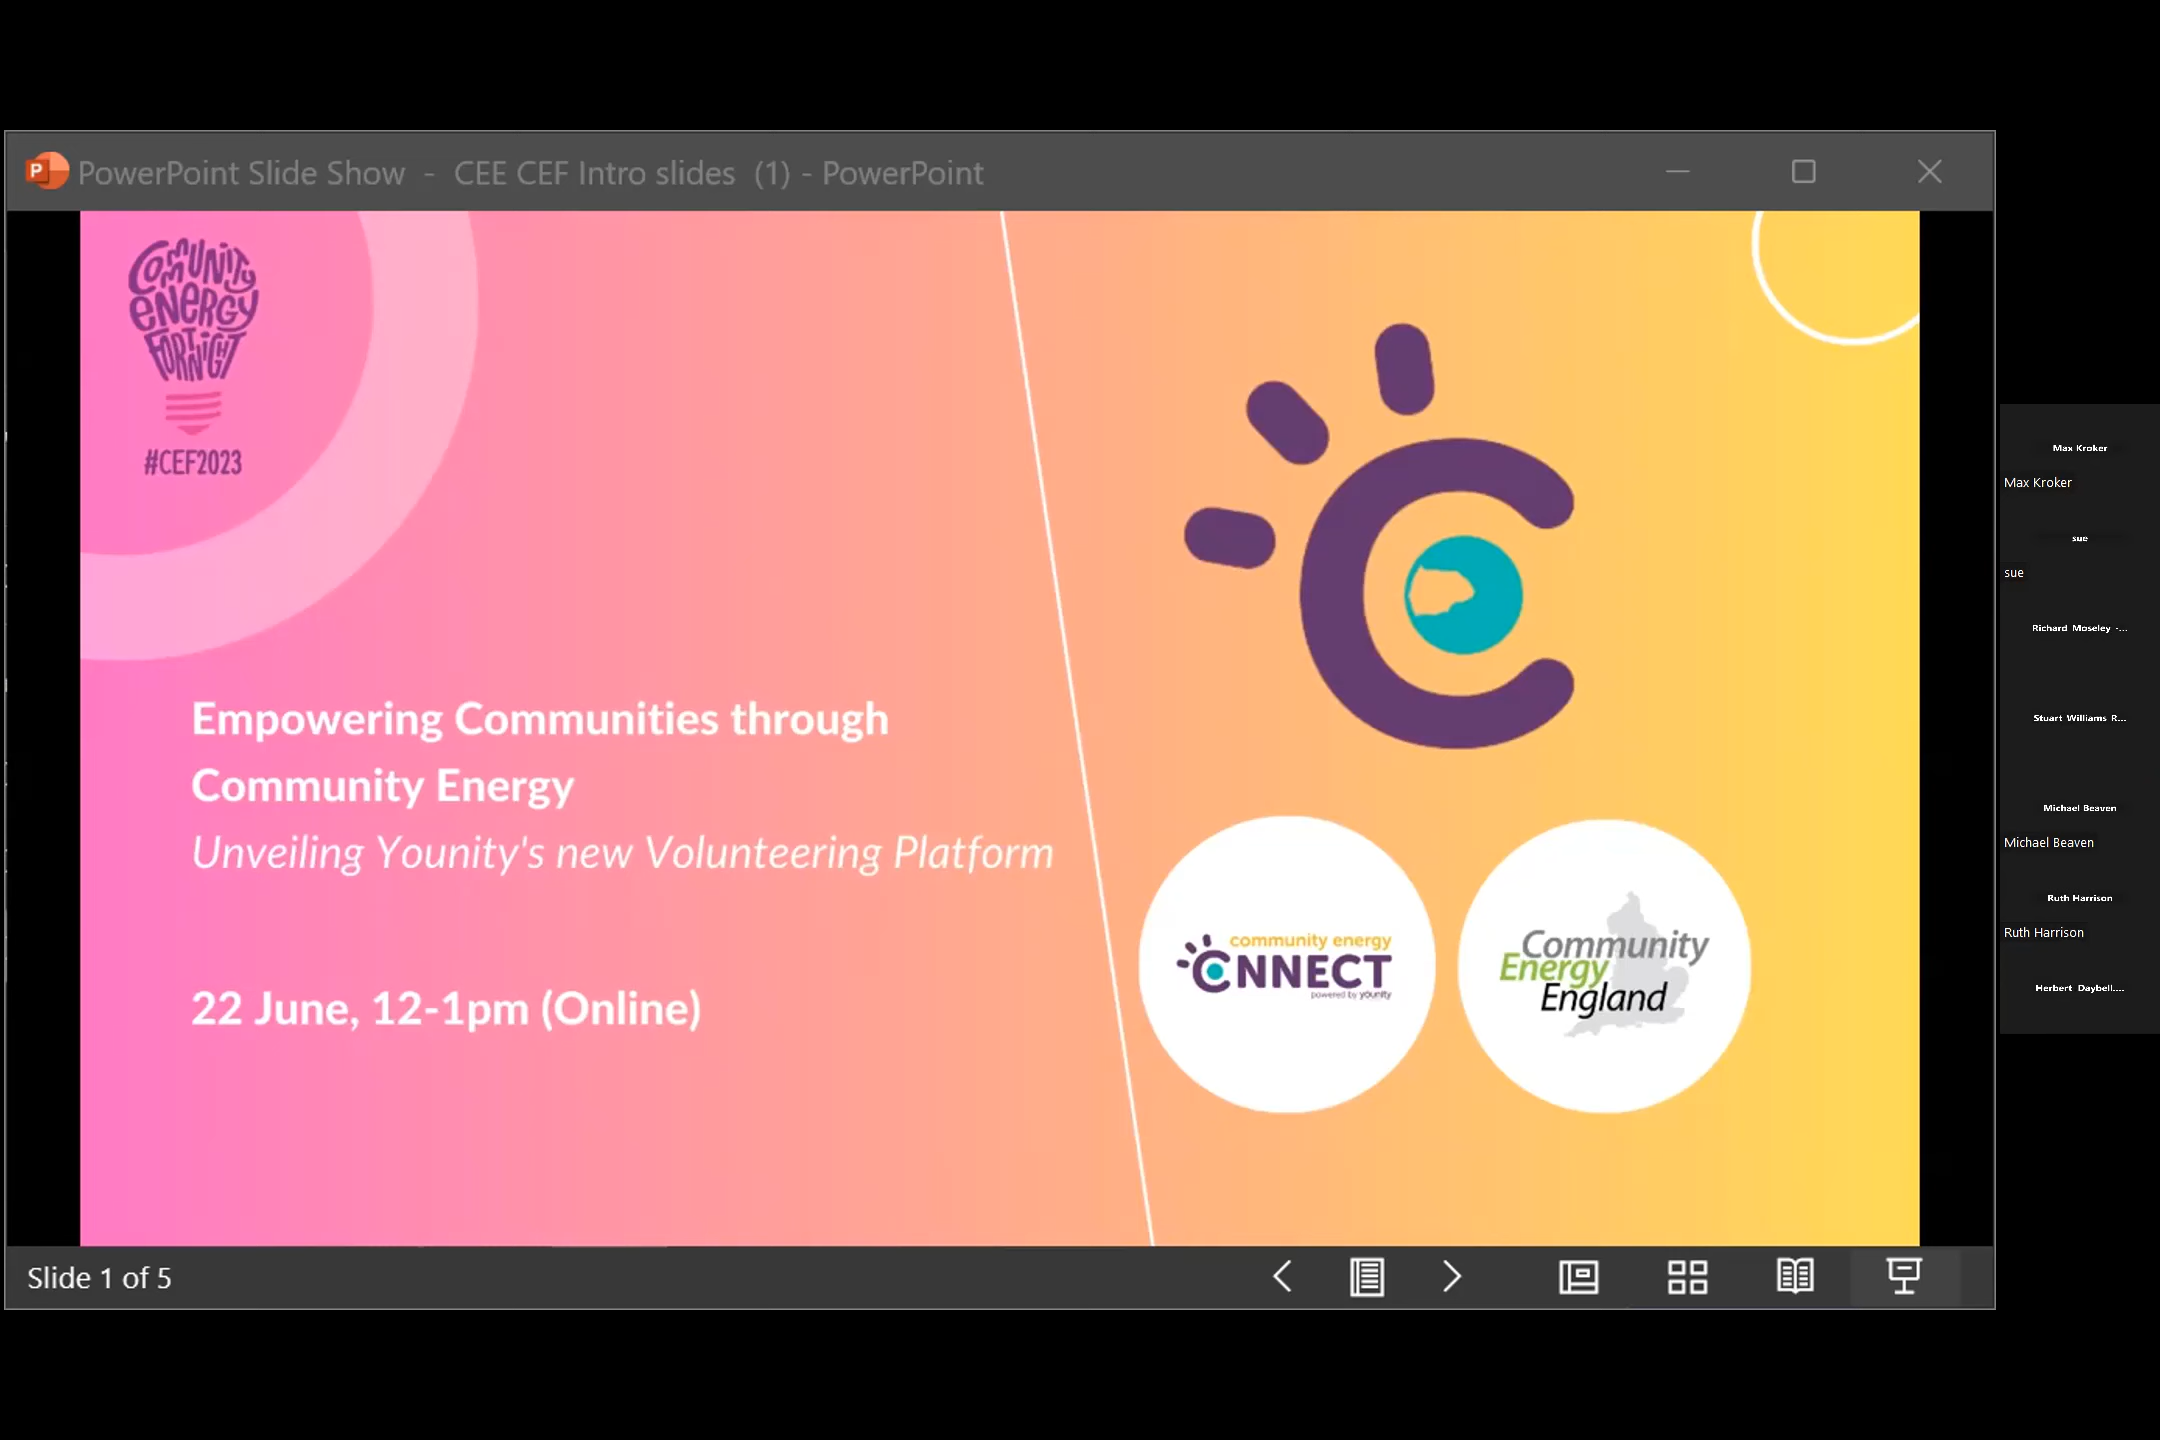 PowerPoint Slide Show - CEE CEF Intro slides (1) - PowerPoint
COMMUNITY
ENERGY
FORTNIGHT
#CEF2023
Empowering Communities through
Community Energy
Unveiling Younity's new Volunteering Platform
22 June, 12-1pm (Online)
community energy
CNNECT
powered by younity
Community
Energy
England
Slide 1 of 5
Max Kroker
Max Kroker
sue
sue
Richard Moseley -...
Stuart Williams R...
Michael Beaven
Michael Beaven
Ruth Harrison
Ruth Harrison
Herbert Daybell....